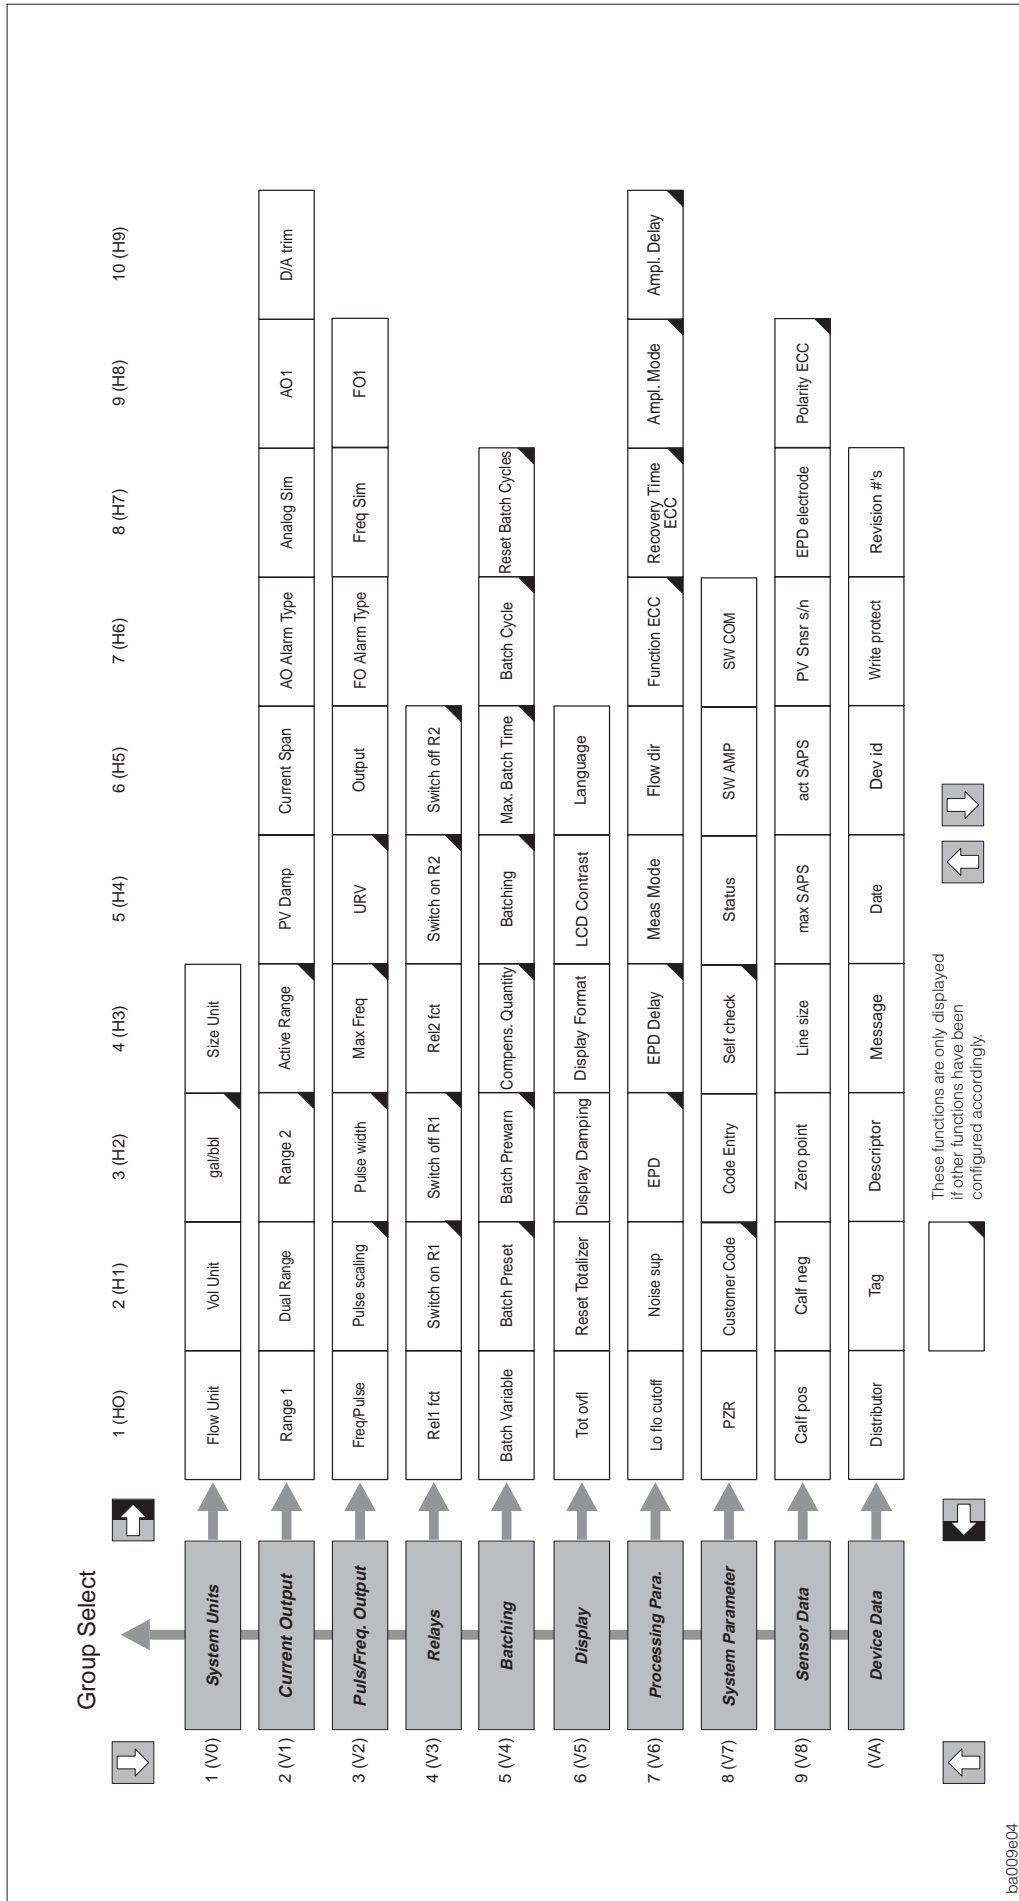 Group Select
1 (HO)
2 (H1)
3 (H2)
4 (H3)
5 (H4)
6 (H5)
7 (H6)
8 (H7)
9 (H8)
10 (H9)
1 (V0)
System Units
Flow Unit
Vol Unit
gal/bbl
Size Unit
2 (V1)
Current Output
Range 1
Dual Range
Range 2
Active Range
PV Damp
Current Span
AO Alarm Type
Analog Sim
AO1
D/A trim
3 (V2)
Puls/Freq. Output
Freq/Pulse
Pulse scaling
Pulse width
Max Freq
URV
Output
FO Alarm Type
Freq Sim
FO1
4 (V3)
Relays
Rel1 fct
Switch on R1
Switch off R1
Rel2 fct
Switch on R2
Switch off R2
5 (V4)
Batching
Batch Variable
Batch Preset
Batch Prewarn
Compens. Quantity
Batching
Max. Batch Time
Batch Cycle
Reset Batch Cycles
6 (V5)
Display
Tot ovfl
Reset Totalizer
Display Damping
Display Format
LCD Contrast
Language
7 (V6)
Processing Para.
Lo flo cutoff
Noise sup
EPD
EPD Delay
Meas Mode
Flow dir
Function ECC
Recovery Time
ECC
Ampl. Mode
Ampl. Delay
8 (V7)
System Parameter
PZR
Customer Code
Code Entry
Self check
Status
SW AMP
SW COM
9 (V8)
Sensor Data
Calf pos
Calf neg
Zero point
Line size
max SAPS
act SAPS
PV Snsr s/n
EPD electrode
Polarity ECC
(VA)
Device Data
Distributor
Tag
Descriptor
Message
Date
Dev id
Write protect
Revision #'s
These functions are only displayed
if other functions have been
configured accordingly.
ba009e04